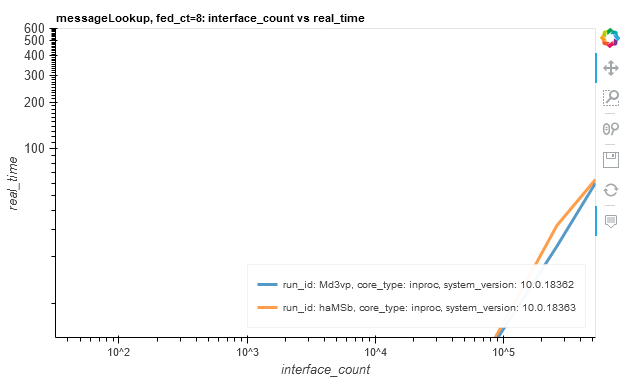 messageLookup, fed_ct=8: interface_count vs real_time
600
500
400
300
200
100
real_time
run_id: Md3vp, core_type: inproc, system_version: 10.0.18362
run_id: haMSb, core_type: inproc, system_version: 10.0.18363
10^2
10^3
10^4
10^5
interface_count